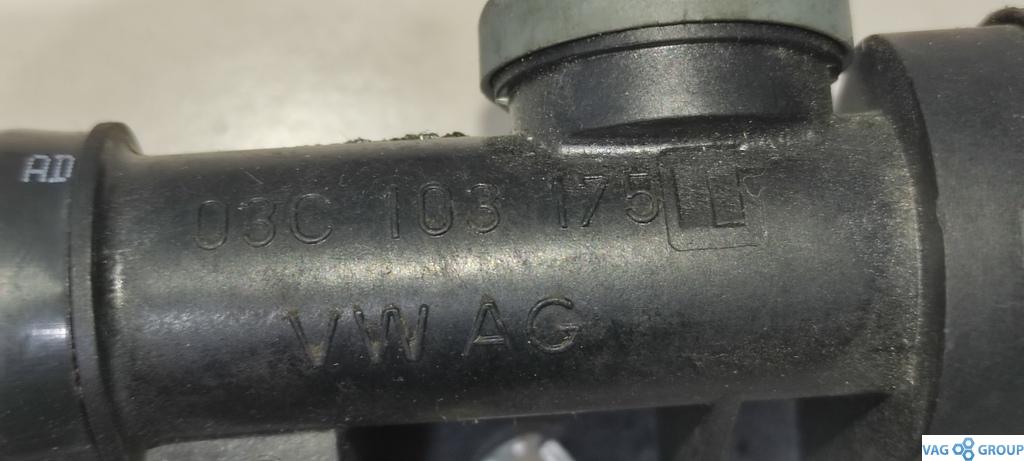 AD
03C 103 175
VW AG
VAG GROUP